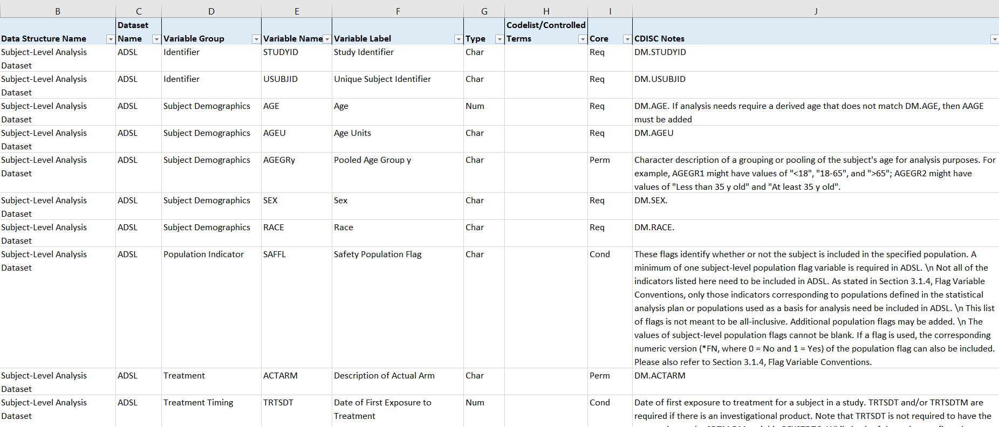 B C D E F G H I J
Dataset Codelist/Controlled
Data Structure Name Name Variable Group Variable Name Variable Label Type Terms Core CDISC Notes
Subject-Level Analysis ADSL Identifier STUDYID Study Identifier Char Req DM.STUDYID
Dataset
Subject-Level Analysis ADSL Identifier USUBJID Unique Subject Identifier Char Req DM.USUBJID
Dataset
Subject-Level Analysis ADSL Subject Demographics AGE Age Num Req DM.AGE. If analysis needs require a derived age that does not match DM.AGE, then AAGE
Dataset must be added
Subject-Level Analysis ADSL Subject Demographics AGEU Age Units Char Req DM.AGEU
Dataset
Subject-Level Analysis ADSL Subject Demographics AGEGRy Pooled Age Group y Char Perm Character description of a grouping or pooling of the subject's age for analysis purposes. For
Dataset example, AGEGR1 might have values of "<18", "18-65", and ">65"; AGEGR2 might have
values of "Less than 35 y old" and "At least 35 y old".
Subject-Level Analysis ADSL Subject Demographics SEX Sex Char Req DM.SEX.
Dataset
Subject-Level Analysis ADSL Subject Demographics RACE Race Char Req DM.RACE.
Dataset
Subject-Level Analysis ADSL Population Indicator SAFFL Safety Population Flag Char Cond These flags identify whether or not the subject is included in the specified population. A
Dataset minimum of one subject-level population flag variable is required in ADSL. \n Not all of the
indicators listed here need to be included in ADSL. As stated in Section 3.1.4, Flag Variable
Conventions, only those indicators corresponding to populations defined in the statistical
analysis plan or populations used as a basis for analysis need be included in ADSL. \n This list
of flags is not meant to be all-inclusive. Additional population flags may be added. \n The
values of subject-level population flags cannot be blank. If a flag is used, the corresponding
numeric version (*FN, where 0 = No and 1 = Yes) of the population flag can also be included.
Please also refer to Section 3.1.4, Flag Variable Conventions.
Subject-Level Analysis ADSL Treatment ACTARM Description of Actual Arm Char Perm DM.ACTARM
Dataset
Subject-Level Analysis ADSL Treatment Timing TRTSDT Date of First Exposure to Num Cond Date of first exposure to treatment for a subject in a study. TRTSDT and/or TRTSDTM are
Dataset Treatment required if there is an investigational product. Note that TRTSDT is not required to have the